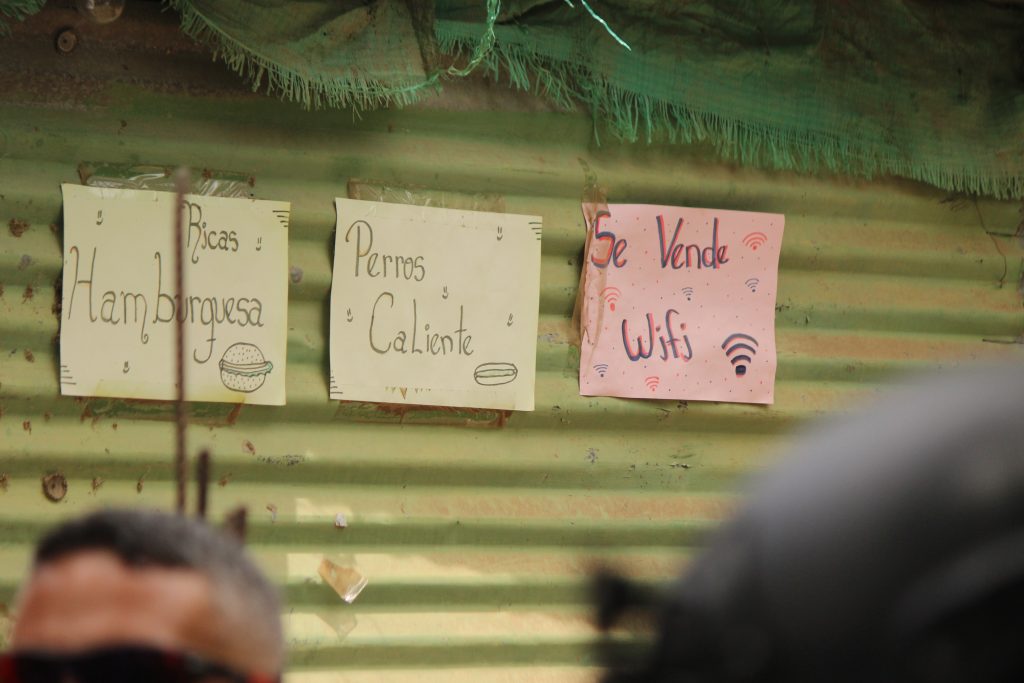 Ricas
Hamburguesa
Perros
Caliente
Se Vende
Wifi